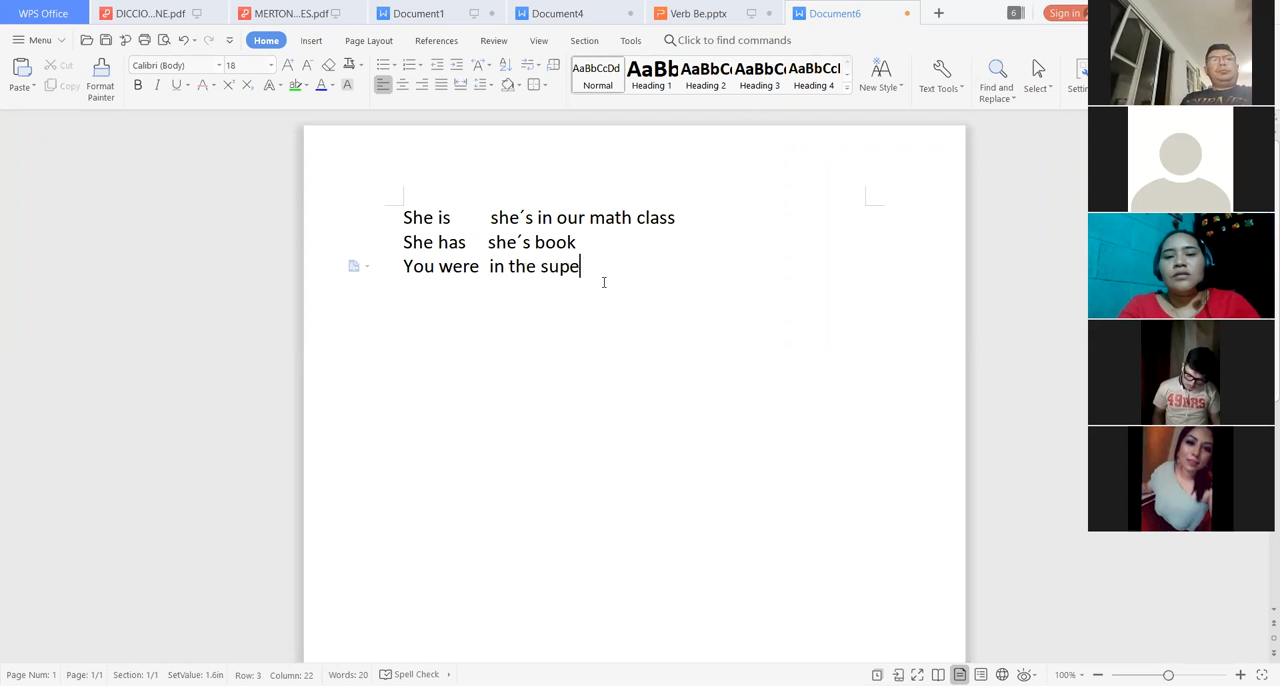 WPS Office DICCIO...NE.pdf MERTON...ES.pdf Document1 Document4 Verb Be.pptx Document6 + 6 Sign in
Menu Home Insert Page Layout References Review View Section Tools Click to find commands
Paste Cut Copy Format Painter Calibri (Body) 18 AaBbCcDd Normal AaBb Heading 1 AaBbC Heading 2 AaBbC Heading 3 AaBbCcI Heading 4 New Style Text Tools Find and Replace Select
She is she´s in our math class
She has she´s book
You were in the supe
Page Num: 1 Page: 1/1 Section: 1/1 SetValue: 1.6in Row: 3 Column: 22 Words: 20 Spell Check 100%
49ERS